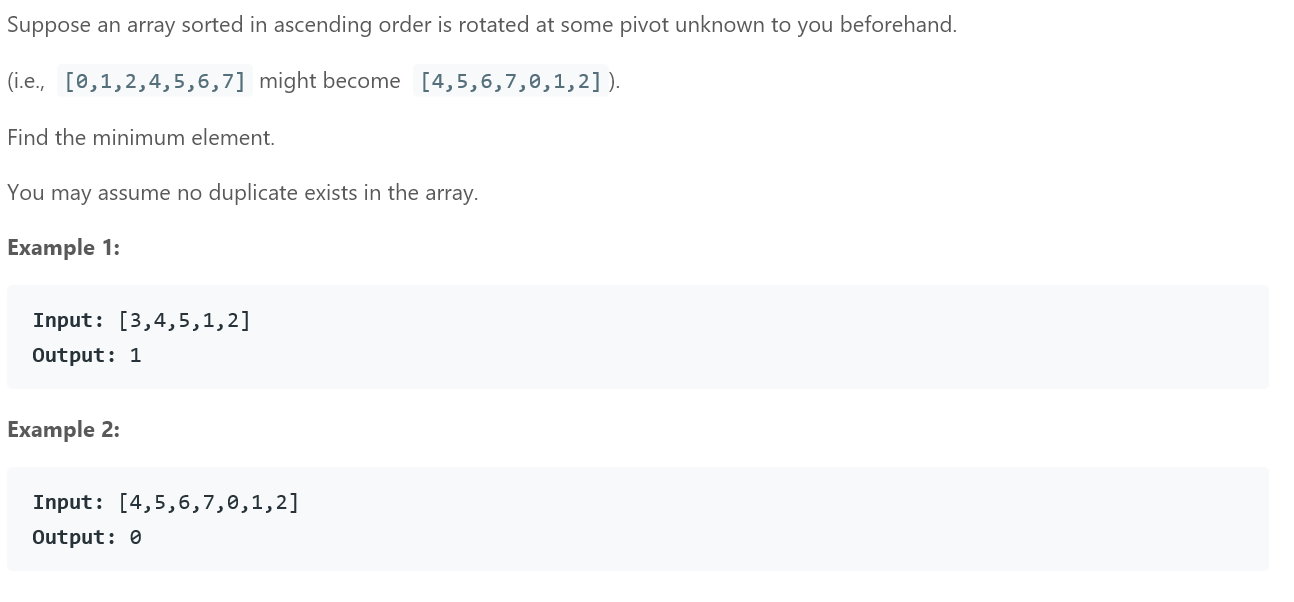 Suppose an array sorted in ascending order is rotated at some pivot unknown to you beforehand.
(i.e., [0,1,2,4,5,6,7] might become [4,5,6,7,0,1,2]).
Find the minimum element.
You may assume no duplicate exists in the array.
Example 1:
Input: [3,4,5,1,2]
Output: 1
Example 2:
Input: [4,5,6,7,0,1,2]
Output: 0